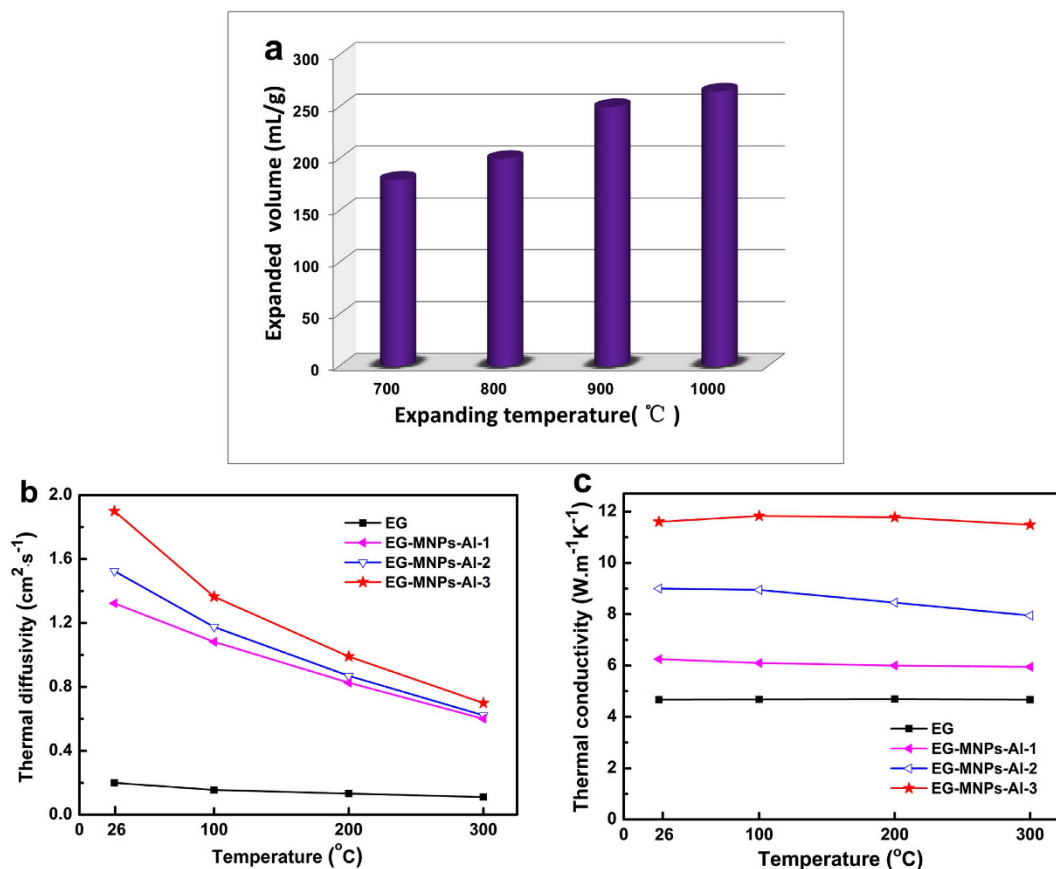 a
300
250
200
150
100
50
0
Expanded volume (mL/g)
700 800 900 1000
Expanding temperature( ℃ )
b
2.0
1.6
1.2
0.8
0.4
0.0
Thermal diffusivity (cm²·s⁻¹)
EG
EG-MNPs-Al-1
EG-MNPs-Al-2
EG-MNPs-Al-3
0 26 100 200 300
Temperature (°C)
c
12
10
8
6
4
2
0
Thermal conductivity (W.m⁻¹K⁻¹)
EG
EG-MNPs-Al-1
EG-MNPs-Al-2
EG-MNPs-Al-3
0 26 100 200 300
Temperature (°C)